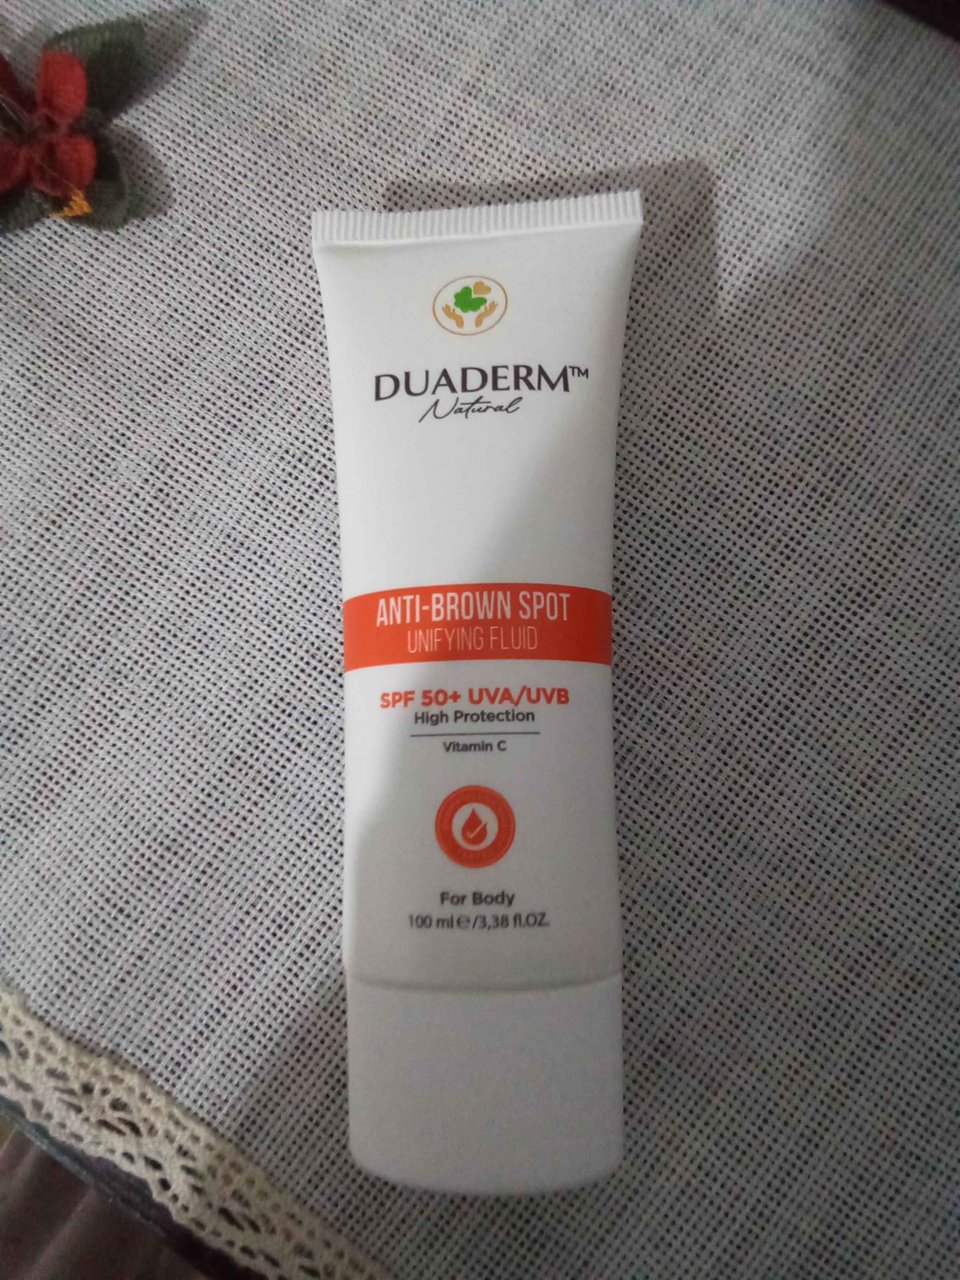 DUADERM™
Natural
ANTI-BROWN SPOT
UNIFYING FLUID
SPF 50+ UVA/UVB
High Protection
Vitamin C
For Body
100 ml ℮/3,38 fl.OZ.